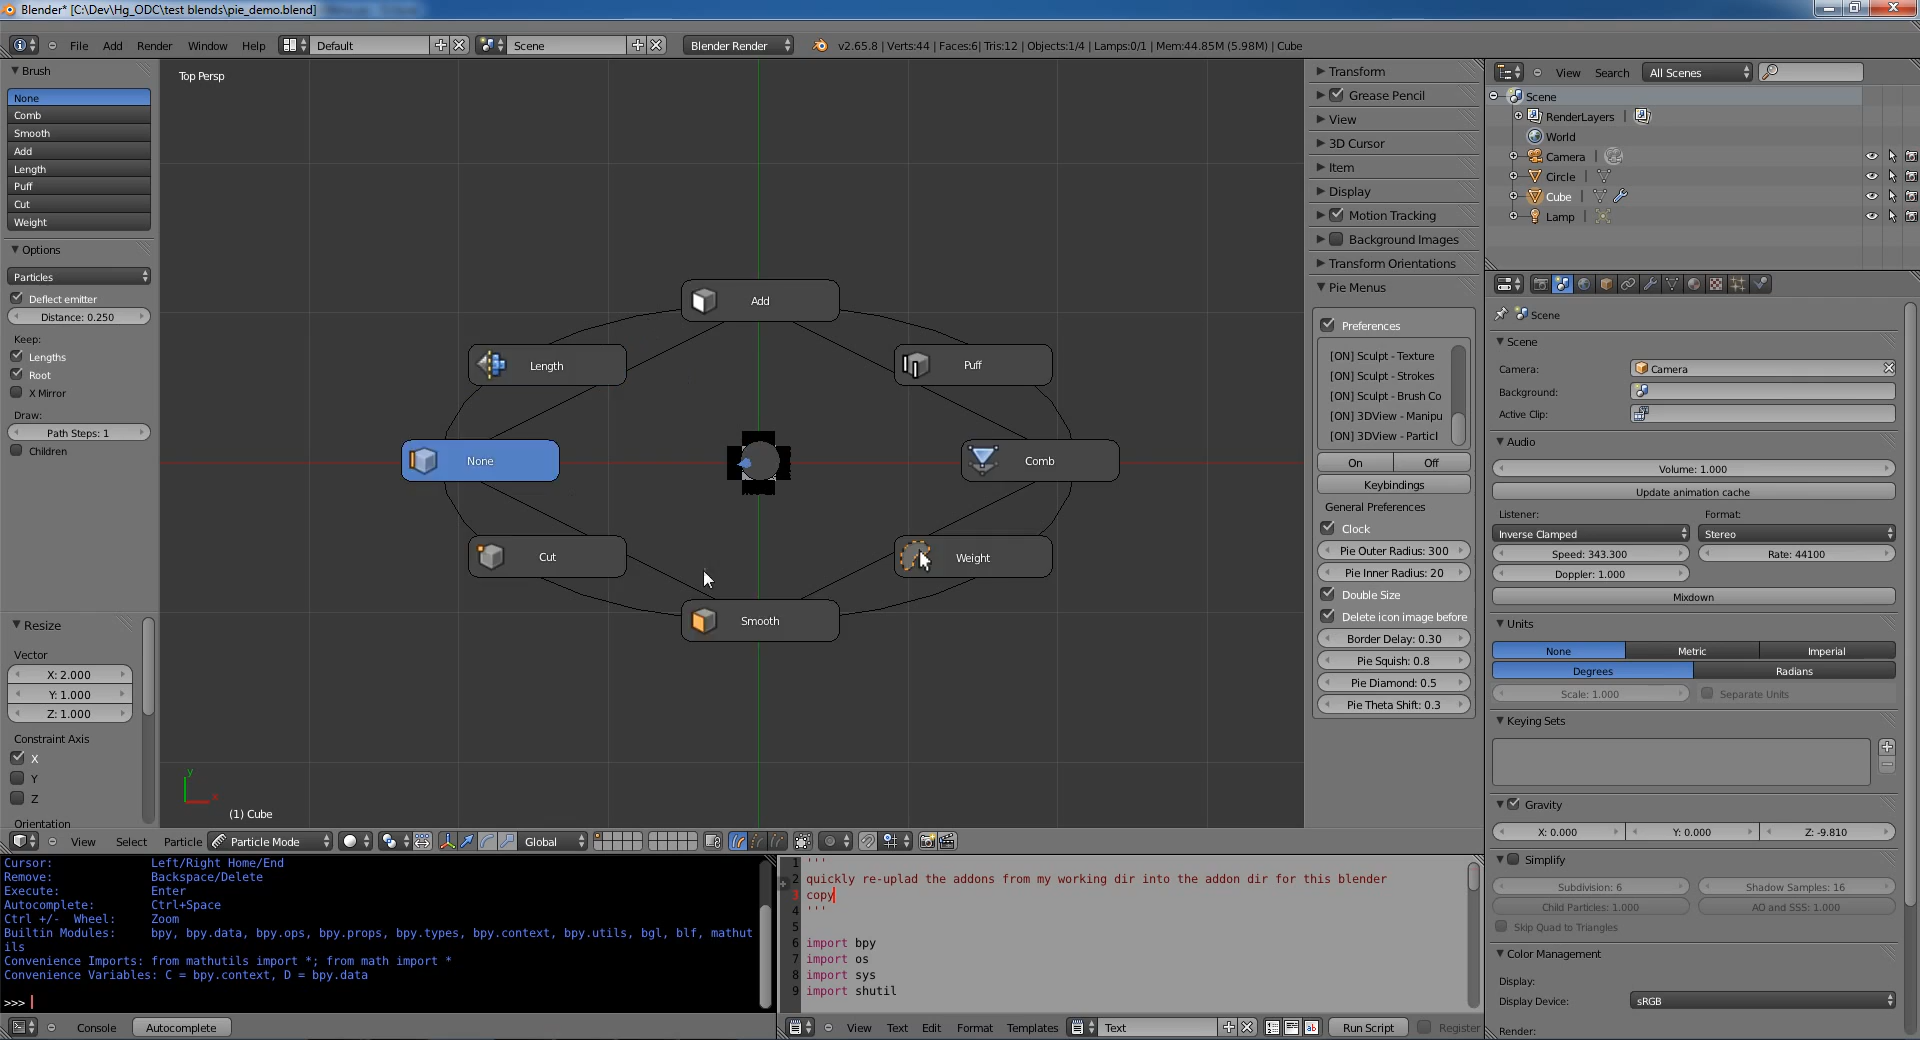 Blender* [C:\Dev\Hg_ODC\test blends\pie_demo.blend]
File Add Render Window Help Default Scene Blender Render v2.65.8 | Verts:44 | Faces:6| Tris:12 | Objects:1/4 | Lamps:0/1 | Mem:44.85M (5.98M) | Cube
Brush
None
Comb
Smooth
Add
Length
Puff
Cut
Weight
Options
Particles
Deflect emitter
Distance: 0.250
Keep:
Lengths
Root
X Mirror
Draw:
Path Steps: 1
Children
Resize
Vector
X: 2.000
Y: 1.000
Z: 1.000
Constraint Axis
X
Y
Z
Orientation
Top Persp
Add
Length
Puff
None
Comb
Cut
Weight
Smooth
y
x
(1) Cube
Transform
Grease Pencil
View
3D Cursor
Item
Display
Motion Tracking
Background Images
Transform Orientations
Pie Menus
Preferences
[ON] Sculpt - Texture
[ON] Sculpt - Strokes
[ON] Sculpt - Brush Co
[ON] 3DView - Manipu
[ON] 3DView - Particl
On Off
Keybindings
General Preferences
Clock
Pie Outer Radius: 300
Pie Inner Radius: 20
Double Size
Delete icon image before
Border Delay: 0.30
Pie Squish: 0.8
Pie Diamond: 0.5
Pie Theta Shift: 0.3
View Search All Scenes
Scene
RenderLayers |
World
Camera |
Circle |
Cube |
Lamp |
Scene
Scene
Camera: Camera
Background:
Active Clip:
Audio
Volume: 1.000
Update animation cache
Listener: Format:
Inverse Clamped Stereo
Speed: 343.300 Rate: 44100
Doppler: 1.000
Mixdown
Units
None Metric Imperial
Degrees Radians
Scale: 1.000 Separate Units
Keying Sets
Gravity
X: 0.000 Y: 0.000 Z: -9.810
Simplify
Subdivision: 6 Shadow Samples: 16
Child Particles: 1.000 AO and SSS: 1.000
Skip Quad to Triangles
Color Management
Display:
Display Device: sRGB
Render:
View Select Particle Particle Mode Global
Cursor: Left/Right Home/End
Remove: Backspace/Delete
Execute: Enter
Autocomplete: Ctrl+Space
Ctrl +/- Wheel: Zoom
Builtin Modules: bpy, bpy.data, bpy.ops, bpy.props, bpy.types, bpy.context, bpy.utils, bgl, blf, mathut
ils
Convenience Imports: from mathutils import *; from math import *
Convenience Variables: C = bpy.context, D = bpy.data
>>>
Console Autocomplete
1 '''
2 quickly re-uplad the addons from my working dir into the addon dir for this blender
3 copy
4 '''
5
6 import bpy
7 import os
8 import sys
9 import shutil
View Text Edit Format Templates Text Run Script Register